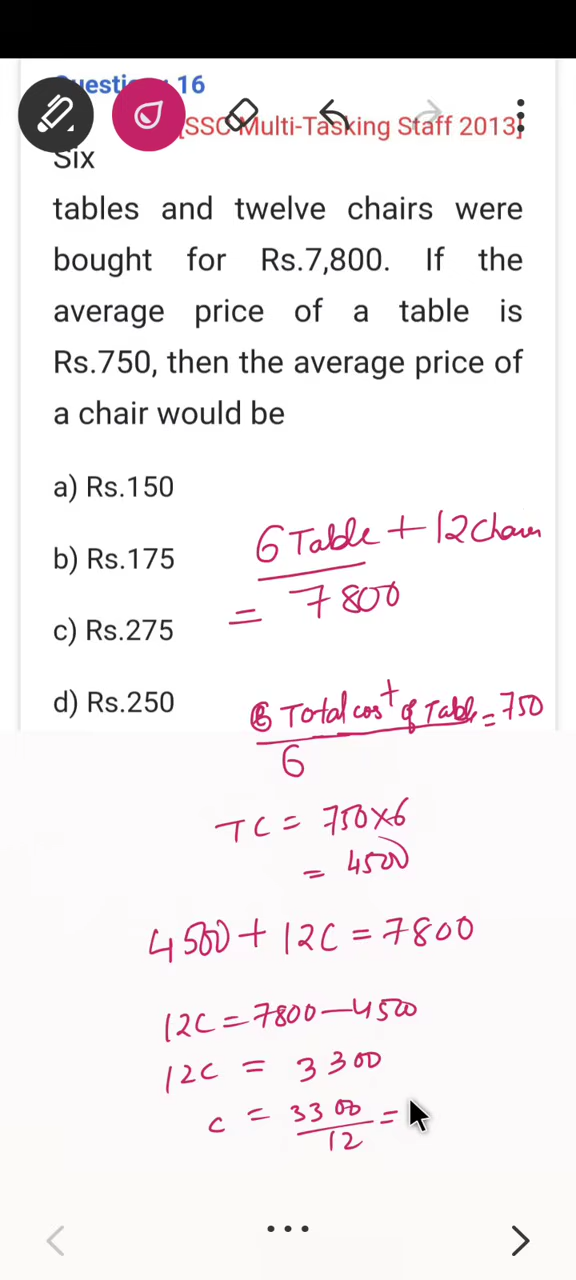 Question 16
[SSC Multi-Tasking Staff 2013]
Six
tables and twelve chairs were
bought for Rs.7,800. If the
average price of a table is
Rs.750, then the average price of
a chair would be
a) Rs.150
b) Rs.175
c) Rs.275
d) Rs.250
6 Table + 12 Chair
= 7800
Total cost of Table = 750
6
TC = 750×6
= 4500
4500 + 12C = 7800
12C = 7800 - 4500
12C = 3300
C = 3300 =
12